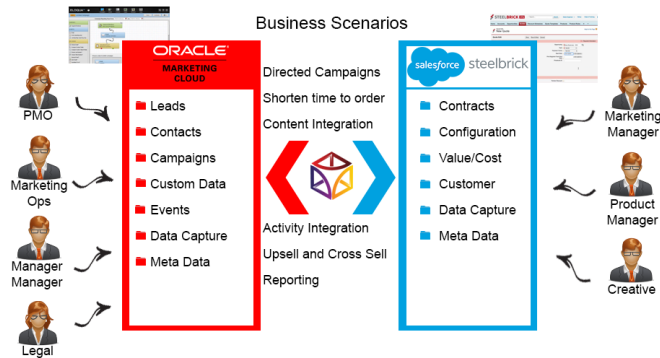 Business Scenarios
STEELBRICK
ORACLE
MARKETING
CLOUD
Leads
Contacts
Campaigns
Custom Data
Events
Data Capture
Meta Data
PMO
Marketing
Ops
Manager
Manager
Legal
Directed Campaigns
Shorten time to order
Content Integration
Activity Integration
Upsell and Cross Sell
Reporting
salesforce steelbrick
Contracts
Configuration
Value/Cost
Customer
Data Capture
Meta Data
Marketing
Manager
Product
Manager
Creative